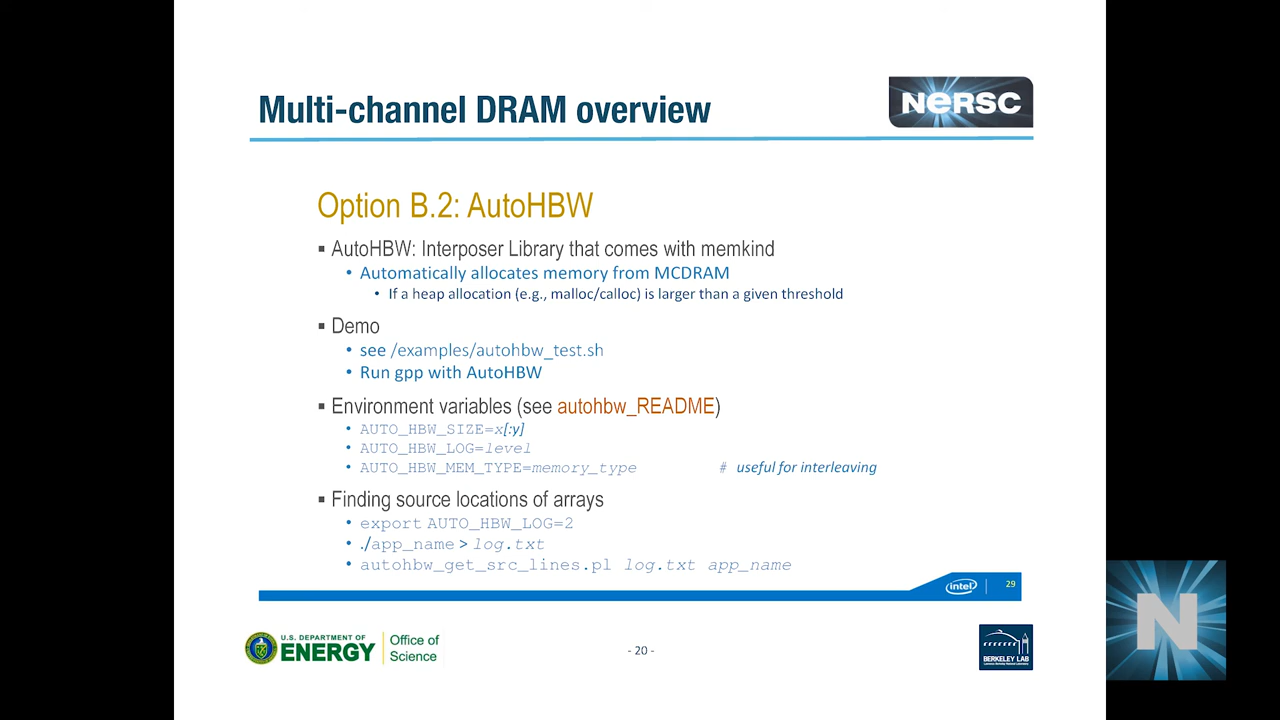 Multi-channel DRAM overview
NERSC
Option B.2: AutoHBW
▪ AutoHBW: Interposer Library that comes with memkind
• Automatically allocates memory from MCDRAM
• If a heap allocation (e.g., malloc/calloc) is larger than a given threshold
▪ Demo
• see /examples/autohbw_test.sh
• Run gpp with AutoHBW
▪ Environment variables (see autohbw_README)
• AUTO_HBW_SIZE=x[:y]
• AUTO_HBW_LOG=level
• AUTO_HBW_MEM_TYPE=memory_type # useful for interleaving
▪ Finding source locations of arrays
• export AUTO_HBW_LOG=2
• ./app_name > log.txt
• autohbw_get_src_lines.pl log.txt app_name
intel
29
U.S. DEPARTMENT OF
ENERGY
Office of
Science
- 20 -
BERKELEY LAB
N